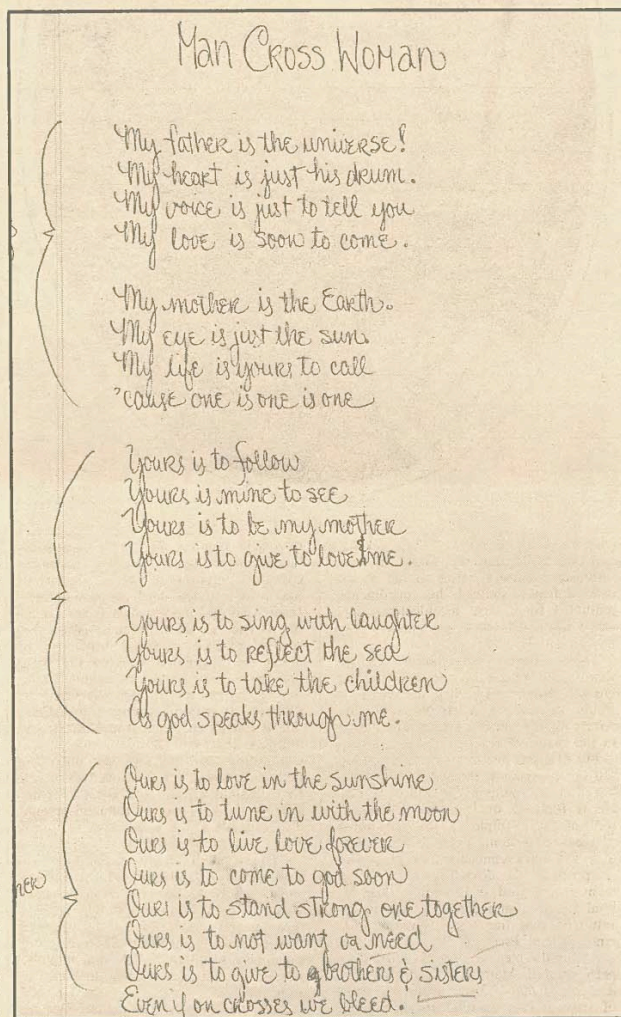 Man Cross Woman
My father is the universe!
My heart is just his drum.
My voice is just to tell you
My love is soon to come.
My mother is the Earth.
My eye is just the sun.
My life is yours to call
'cause one is one is one
Yours is to follow
Yours is mine to see
Yours is to be my mother
Yours is to give to love me.
Yours is to sing with laughter
Yours is to reflect the sea
Yours is to take the children
As god speaks through me.
Ours is to love in the sunshine
Ours is to tune in with the moon
Ours is to live love forever
Ours is to come to god soon
Ours is to stand strong one together
Ours is to not want or need
Ours is to give to brothers & sisters
Even if on crosses we bleed.